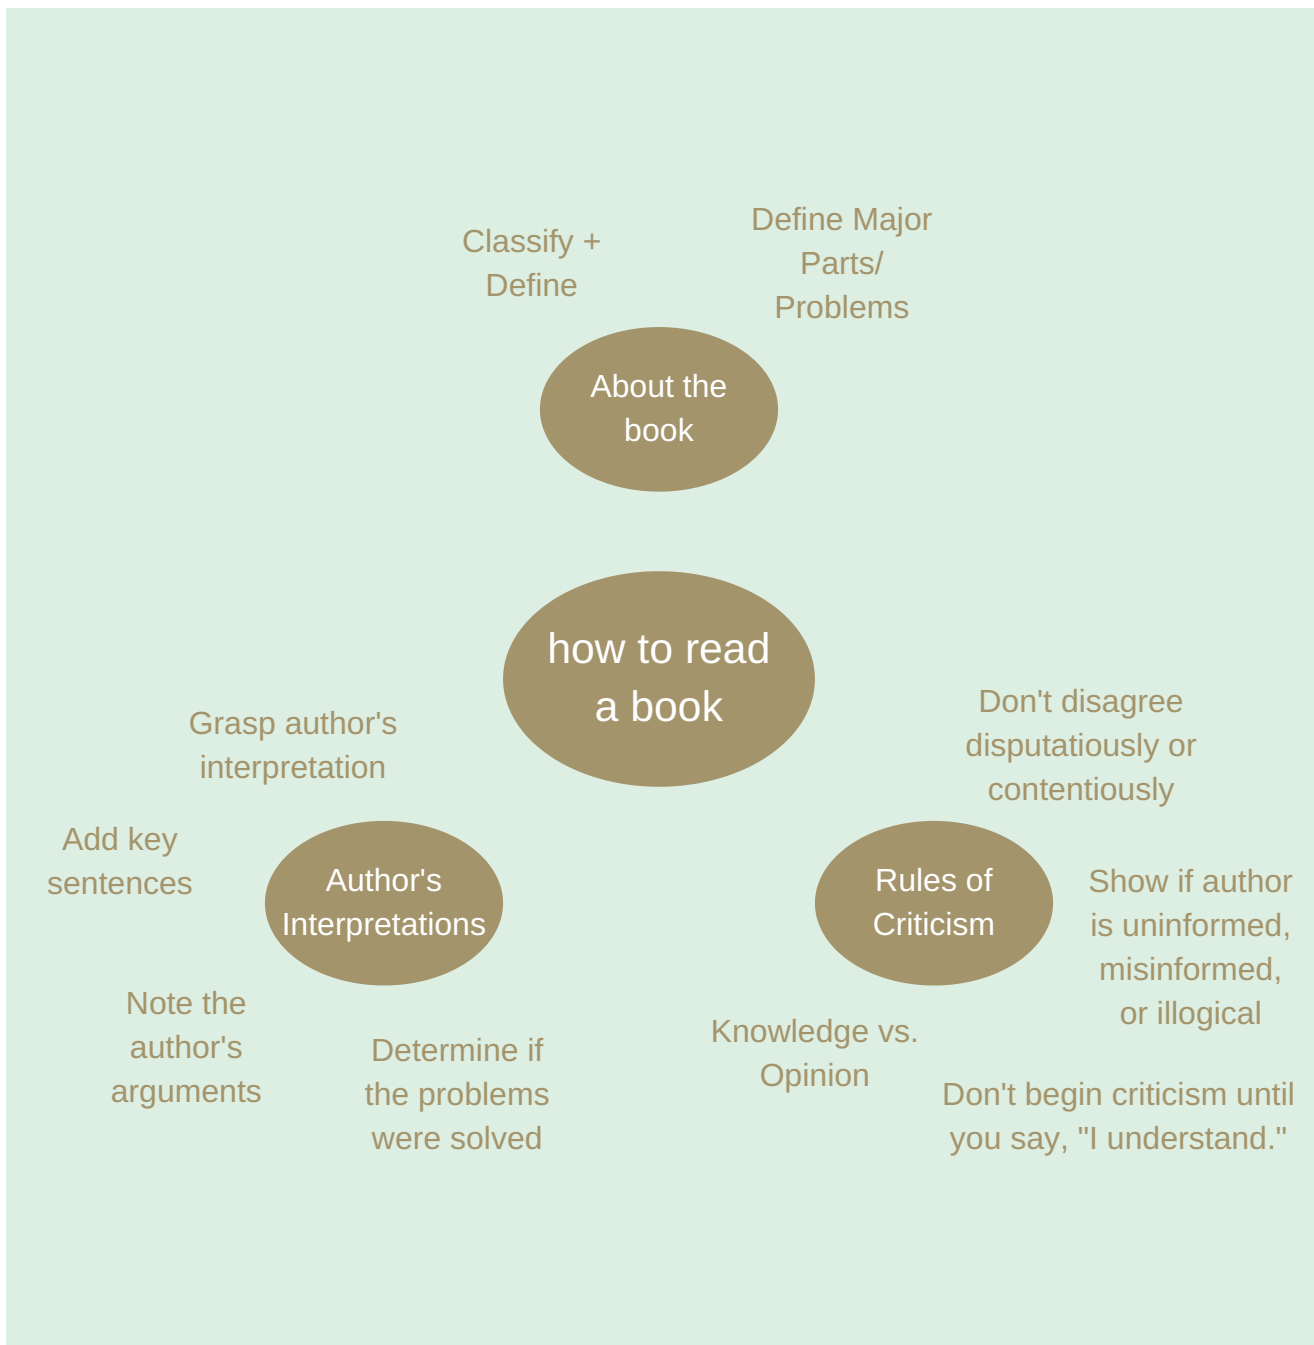 Classify +
Define
Define Major
Parts/
Problems
About the
book
how to read
a book
Grasp author's
interpretation
Add key
sentences
Author's
Interpretations
Note the
author's
arguments
Determine if
the problems
were solved
Don't disagree
disputatiously or
contentiously
Rules of
Criticism
Show if author
is uninformed,
misinformed,
or illogical
Knowledge vs.
Opinion
Don't begin criticism until
you say, "I understand."